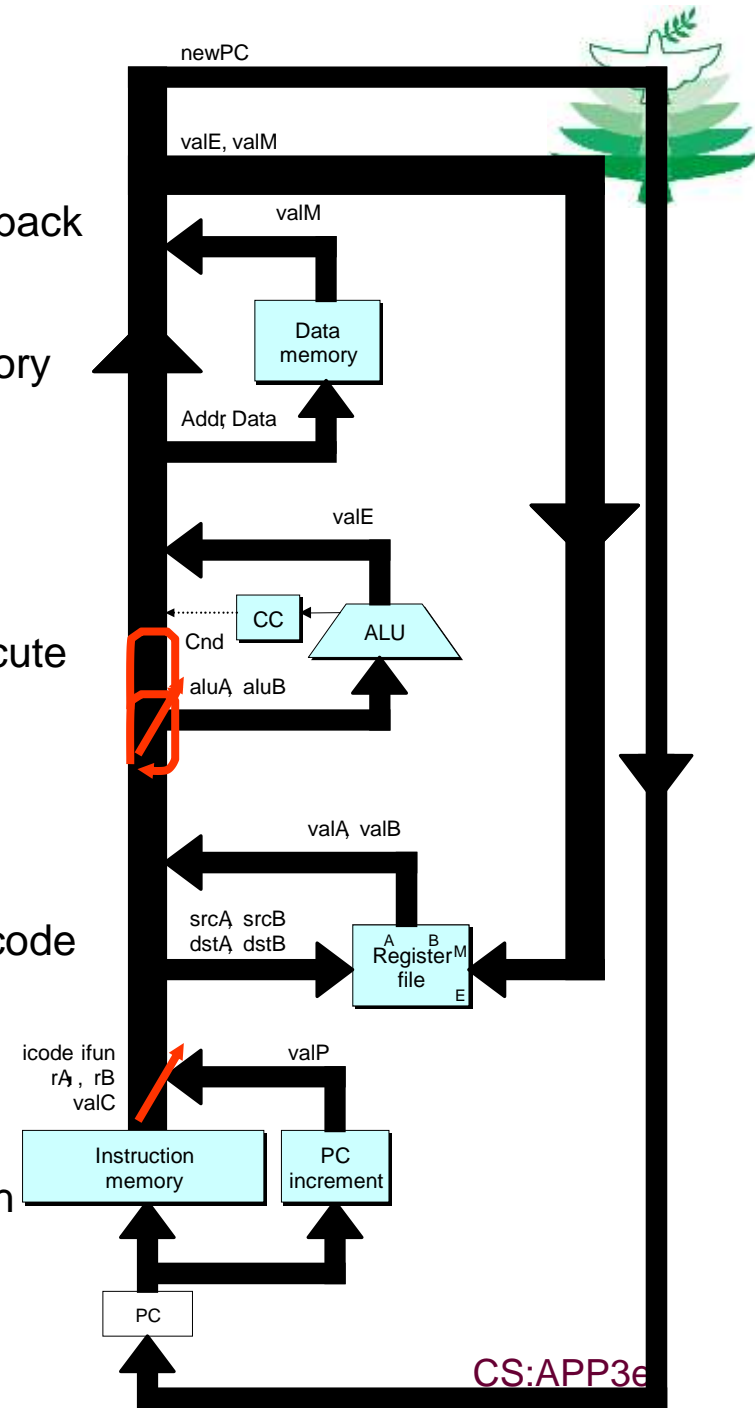 newPC
valE, valM
back
valM
Data
memory
ory
Addr, Data
valE
CC
ALU
cute
Cnd
aluA, aluB
valA, valB
srcA, srcB
dstA, dstB
code
A B
Register M
file
E
icode ifun
rA, rB
valC
valP
Instruction
memory
PC
increment
h
PC
CS:APP3e